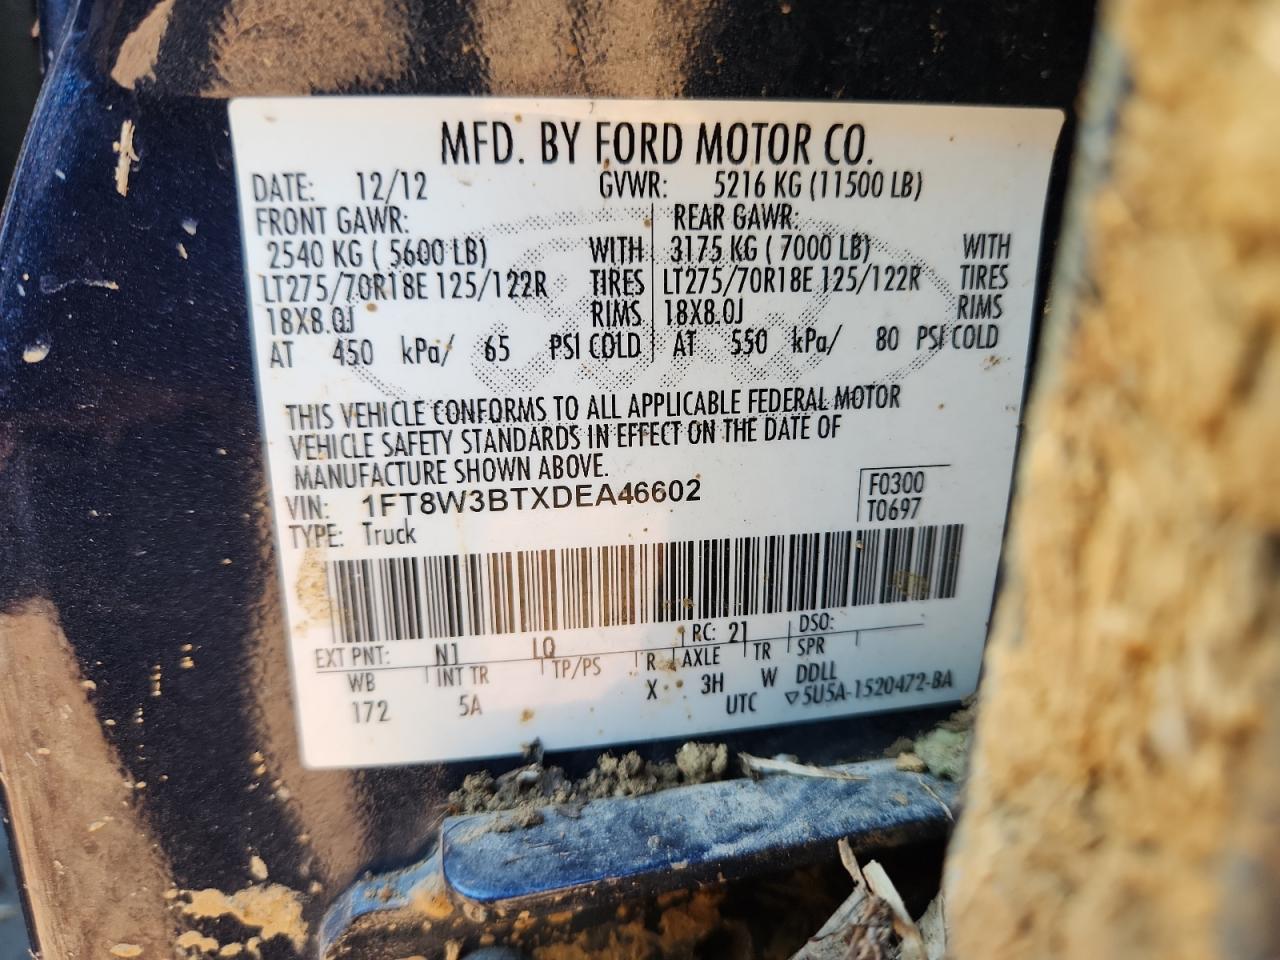 MFD. BY FORD MOTOR CO.
DATE: 12/12 GVWR: 5216 KG (11500 LB)
FRONT GAWR: REAR GAWR:
2540 KG ( 5600 LB) WITH 3175 KG ( 7000 LB) WITH
LT275/70R18E 125/122R TIRES LT275/70R18E 125/122R TIRES
18X8.0J RIMS 18X8.0J RIMS
AT 450 kPa/ 65 PSI COLD AT 550 kPa/ 80 PSI COLD
THIS VEHICLE CONFORMS TO ALL APPLICABLE FEDERAL MOTOR
VEHICLE SAFETY STANDARDS IN EFFECT ON THE DATE OF
MANUFACTURE SHOWN ABOVE.
VIN: 1FT8W3BTXDEA46602 F0300
TYPE: Truck T0697
EXT PNT: N1 LQ RC: 21 DSO:
WB INT TR TP/PS R AXLE TR SPR
172 5A X 3H W DDLL
UTC ▽5U5A-1520472-BA